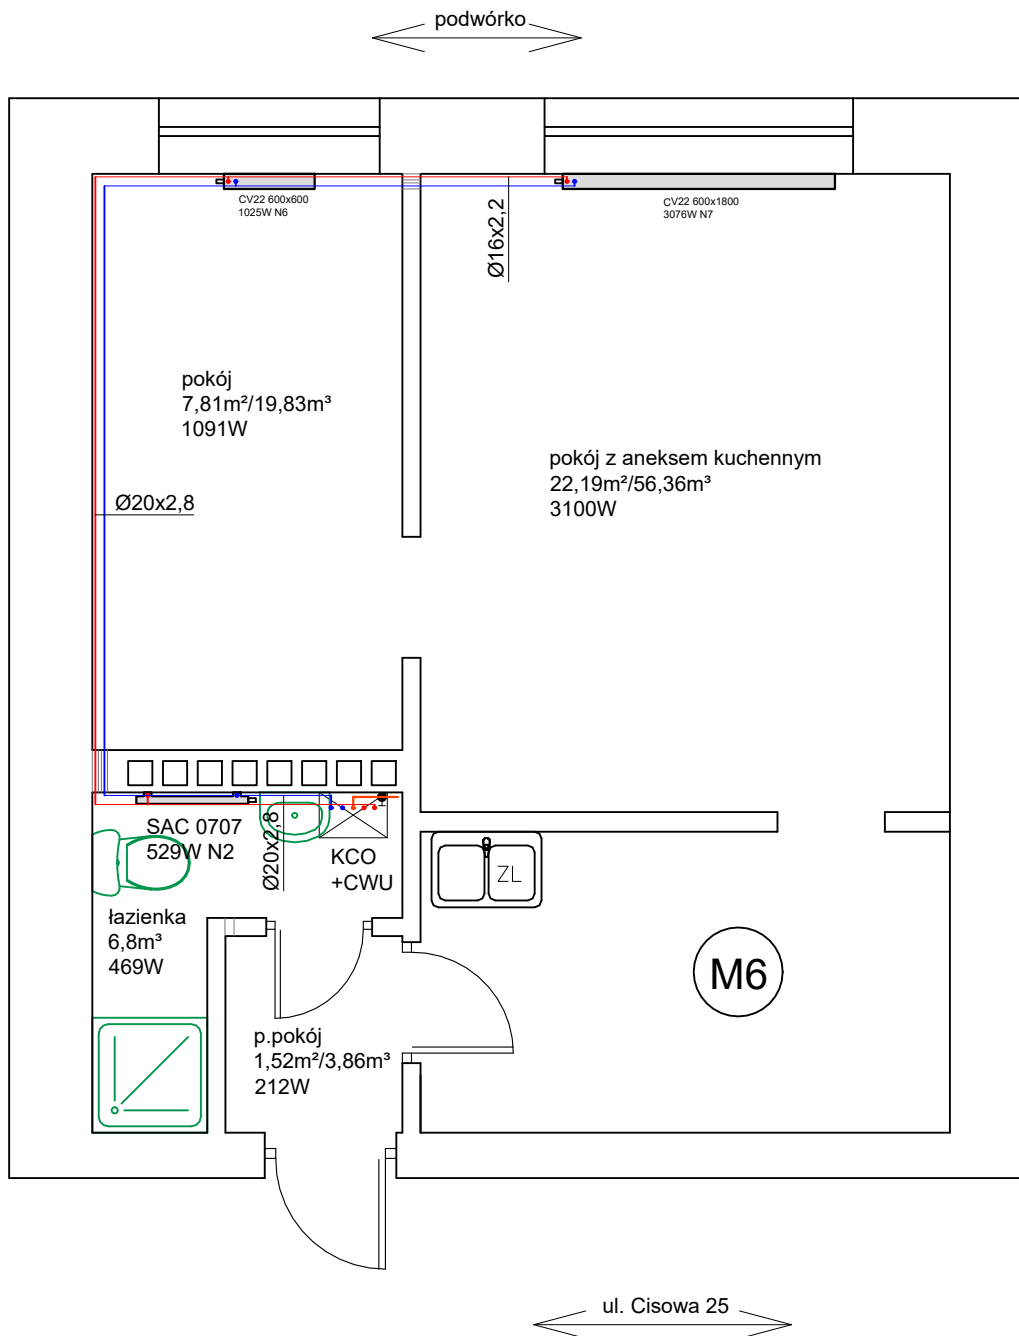 podwórko
CV22 600x600
1025W N6
CV22 600x1800
3076W N7
Ø16x2,2
pokój
7,81m²/19,83m³
1091W
pokój z aneksem kuchennym
22,19m²/56,36m³
3100W
Ø20x2,8
SAC 0707
529W N2
Ø20x2,8
KCO
+CWU
ZL
łazienka
6,8m³
469W
M6
p.pokój
1,52m²/3,86m³
212W
ul. Cisowa 25